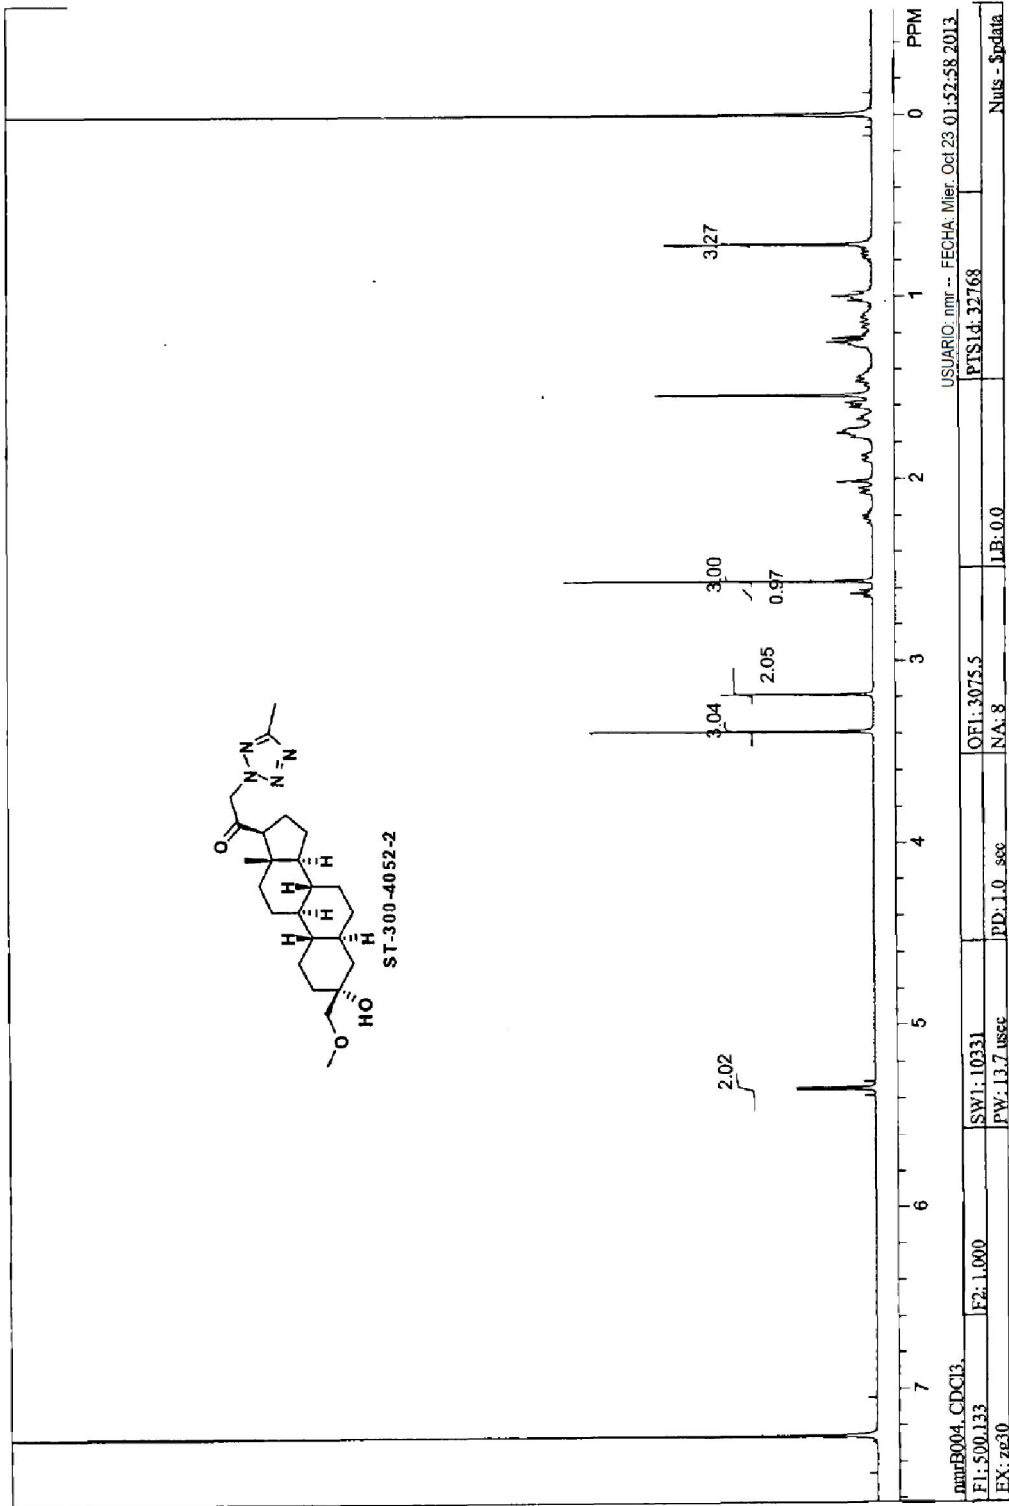 O
N
N
N
N
H
H
H
H
H
O
HO
ST-300-4052-2
2.02
3.04
2.05
3.00
0.97
3.27
7
6
5
4
3
2
1
0
PPM
USUARIO: nmr -- FECHA: Mier. Oct 23 01:52:58 2013
nmrB004, CDCl3,
F1: 500.133
F2: 1.000
SW1: 10331
OF1: 3075.5
PTS1d: 32768
EX: zg30
PW: 13.7 usec
PD: 1.0 sec
NA: 8
LB: 0.0
Nuts - $pdata